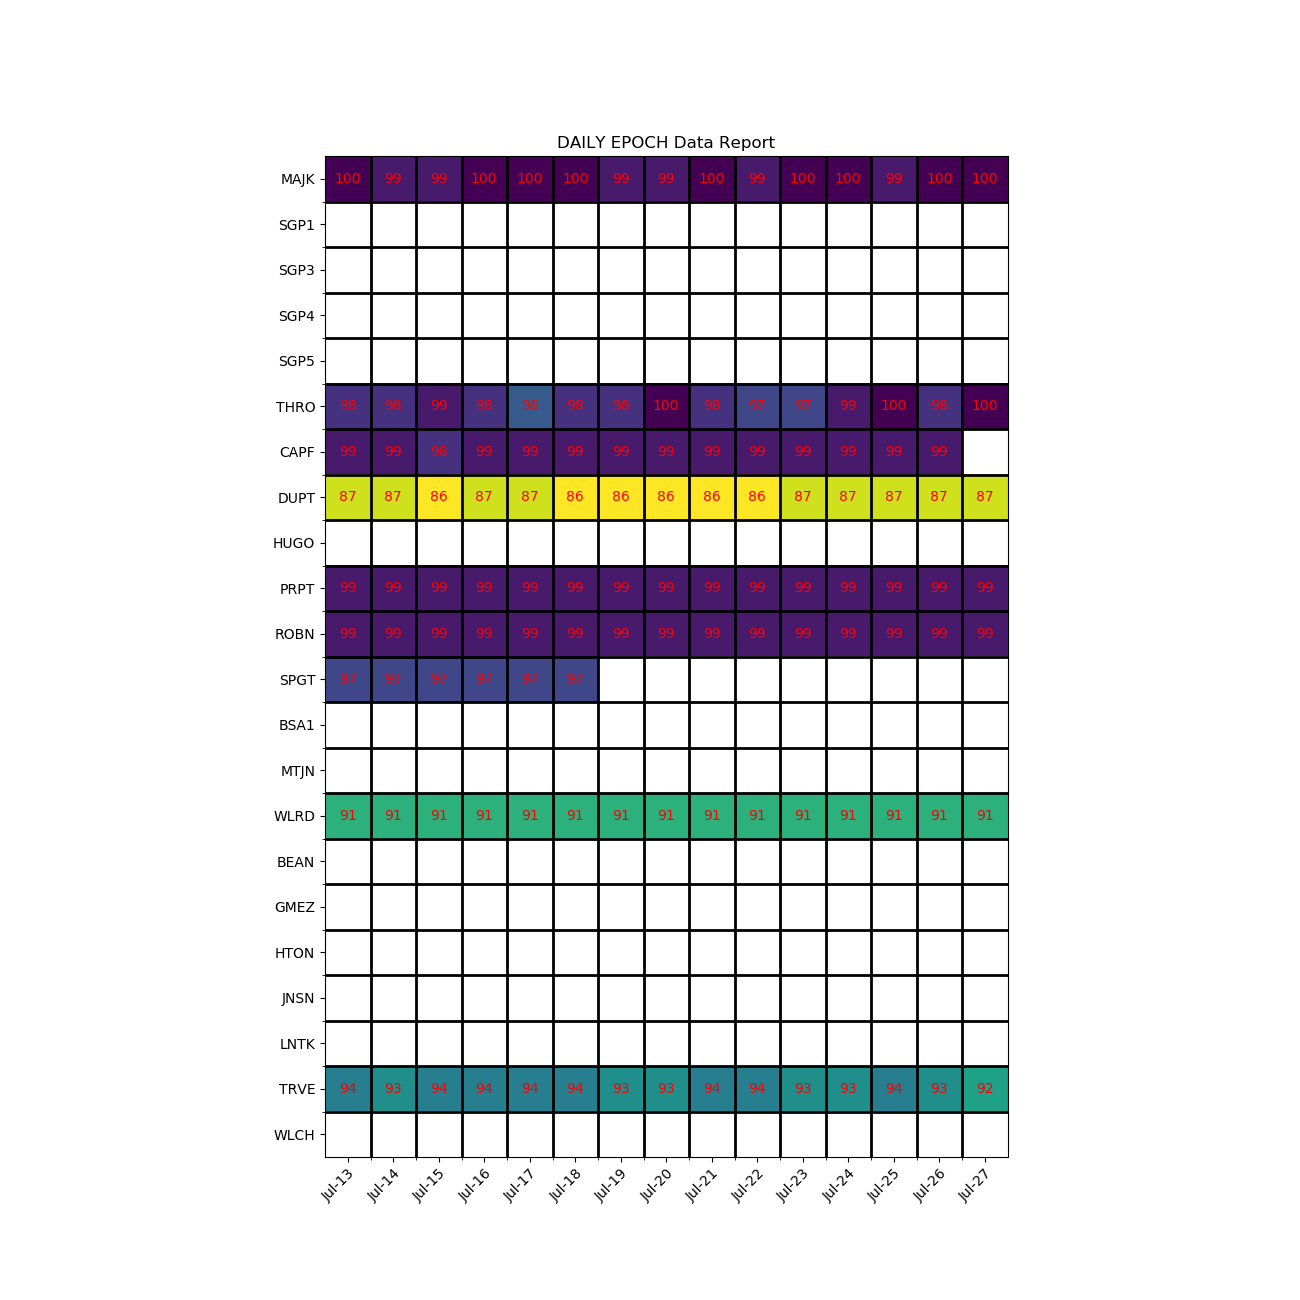 DAILY EPOCH Data Report
MAJK 100 99 99 100 100 100 99 99 100 99 100 100 99 100 100
SGP1
SGP3
SGP4
SGP5
THRO 98 98 99 98 96 98 98 100 98 97 97 99 100 98 100
CAPF 99 99 98 99 99 99 99 99 99 99 99 99 99 99
DUPT 87 87 86 87 87 86 86 86 86 86 87 87 87 87 87
HUGO
PRPT 99 99 99 99 99 99 99 99 99 99 99 99 99 99 99
ROBN 99 99 99 99 99 99 99 99 99 99 99 99 99 99 99
SPGT 97 97 97 97 97 97
BSA1
MTJN
WLRD 91 91 91 91 91 91 91 91 91 91 91 91 91 91 91
BEAN
GMEZ
HTON
JNSN
LNTK
TRVE 94 93 94 94 94 94 93 93 94 94 93 93 94 93 92
WLCH
Jul-13 Jul-14 Jul-15 Jul-16 Jul-17 Jul-18 Jul-19 Jul-20 Jul-21 Jul-22 Jul-23 Jul-24 Jul-25 Jul-26 Jul-27